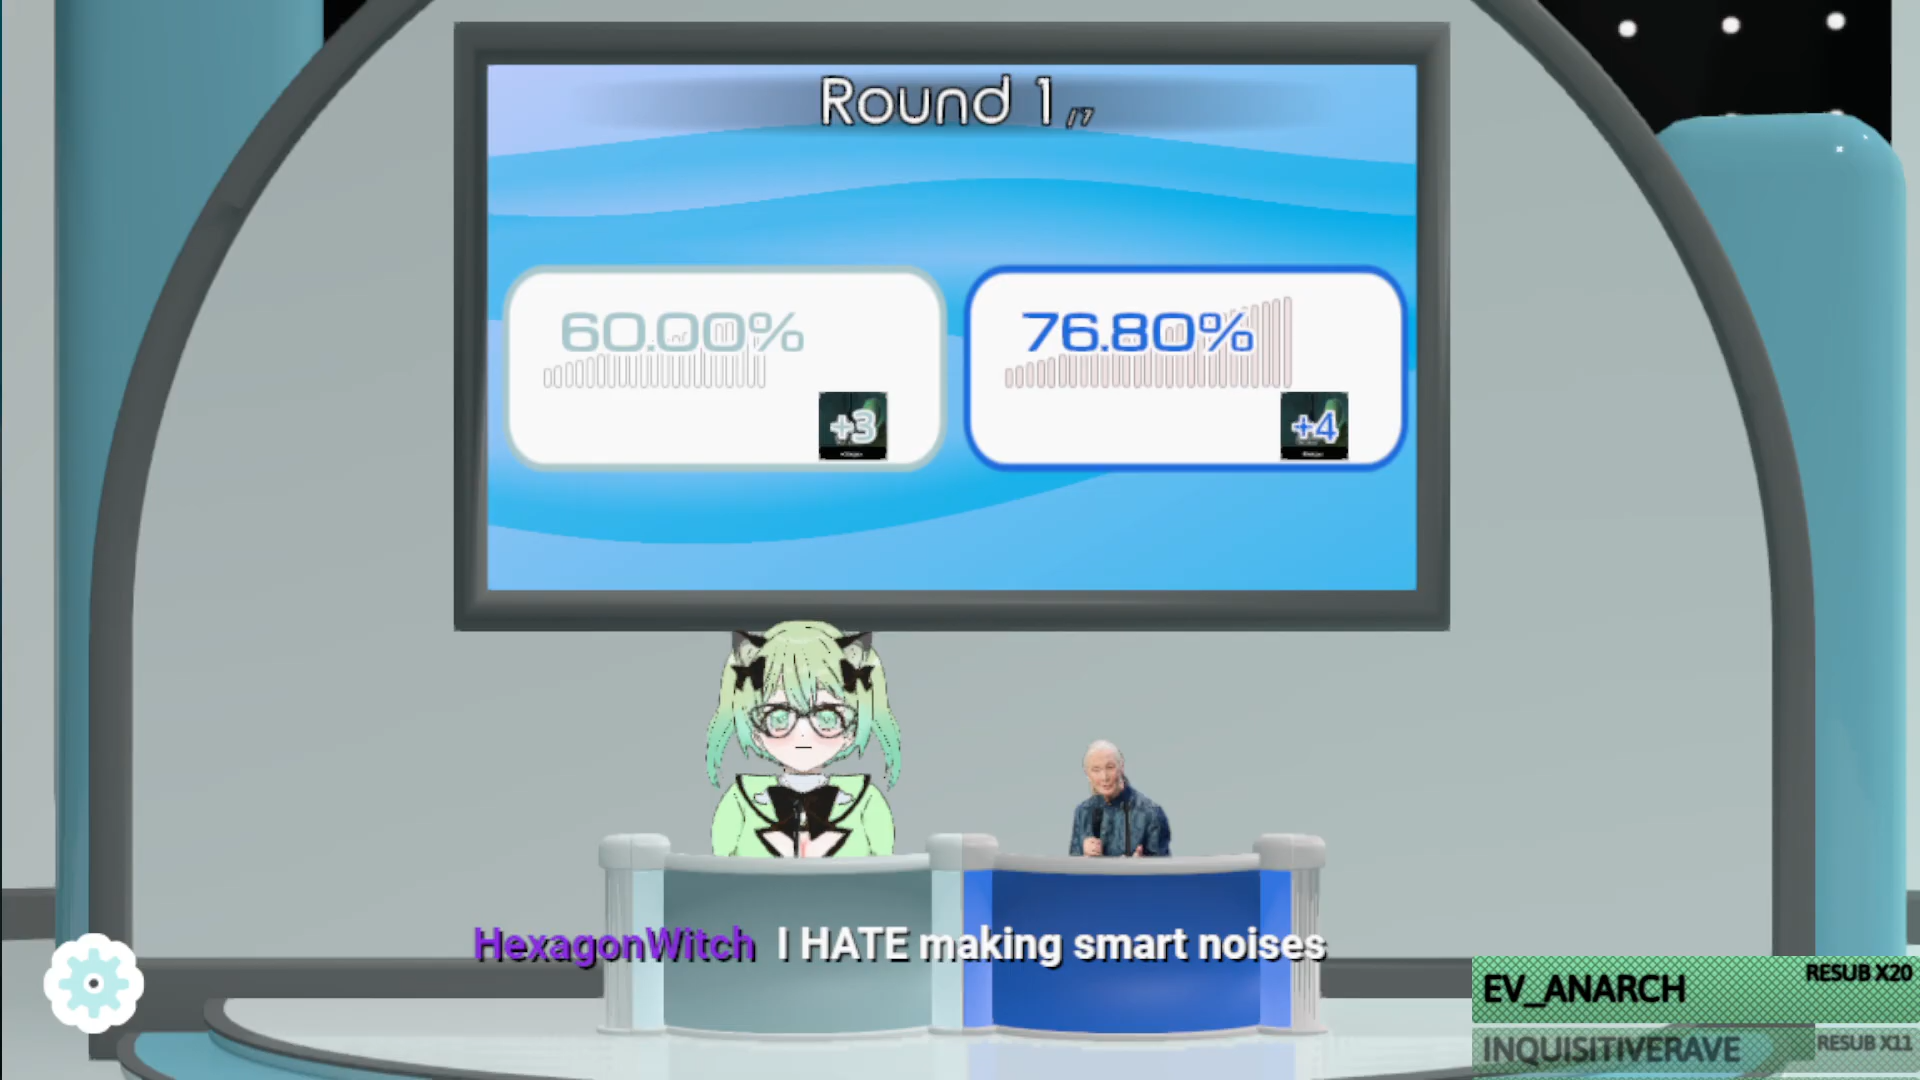 Round 1 /7
60.00%
76.80%
+3
+4
HexagonWitch I HATE making smart noises
EV_ANARCH
RESUB X20
INQUISITIVERAVE
RESUB X11